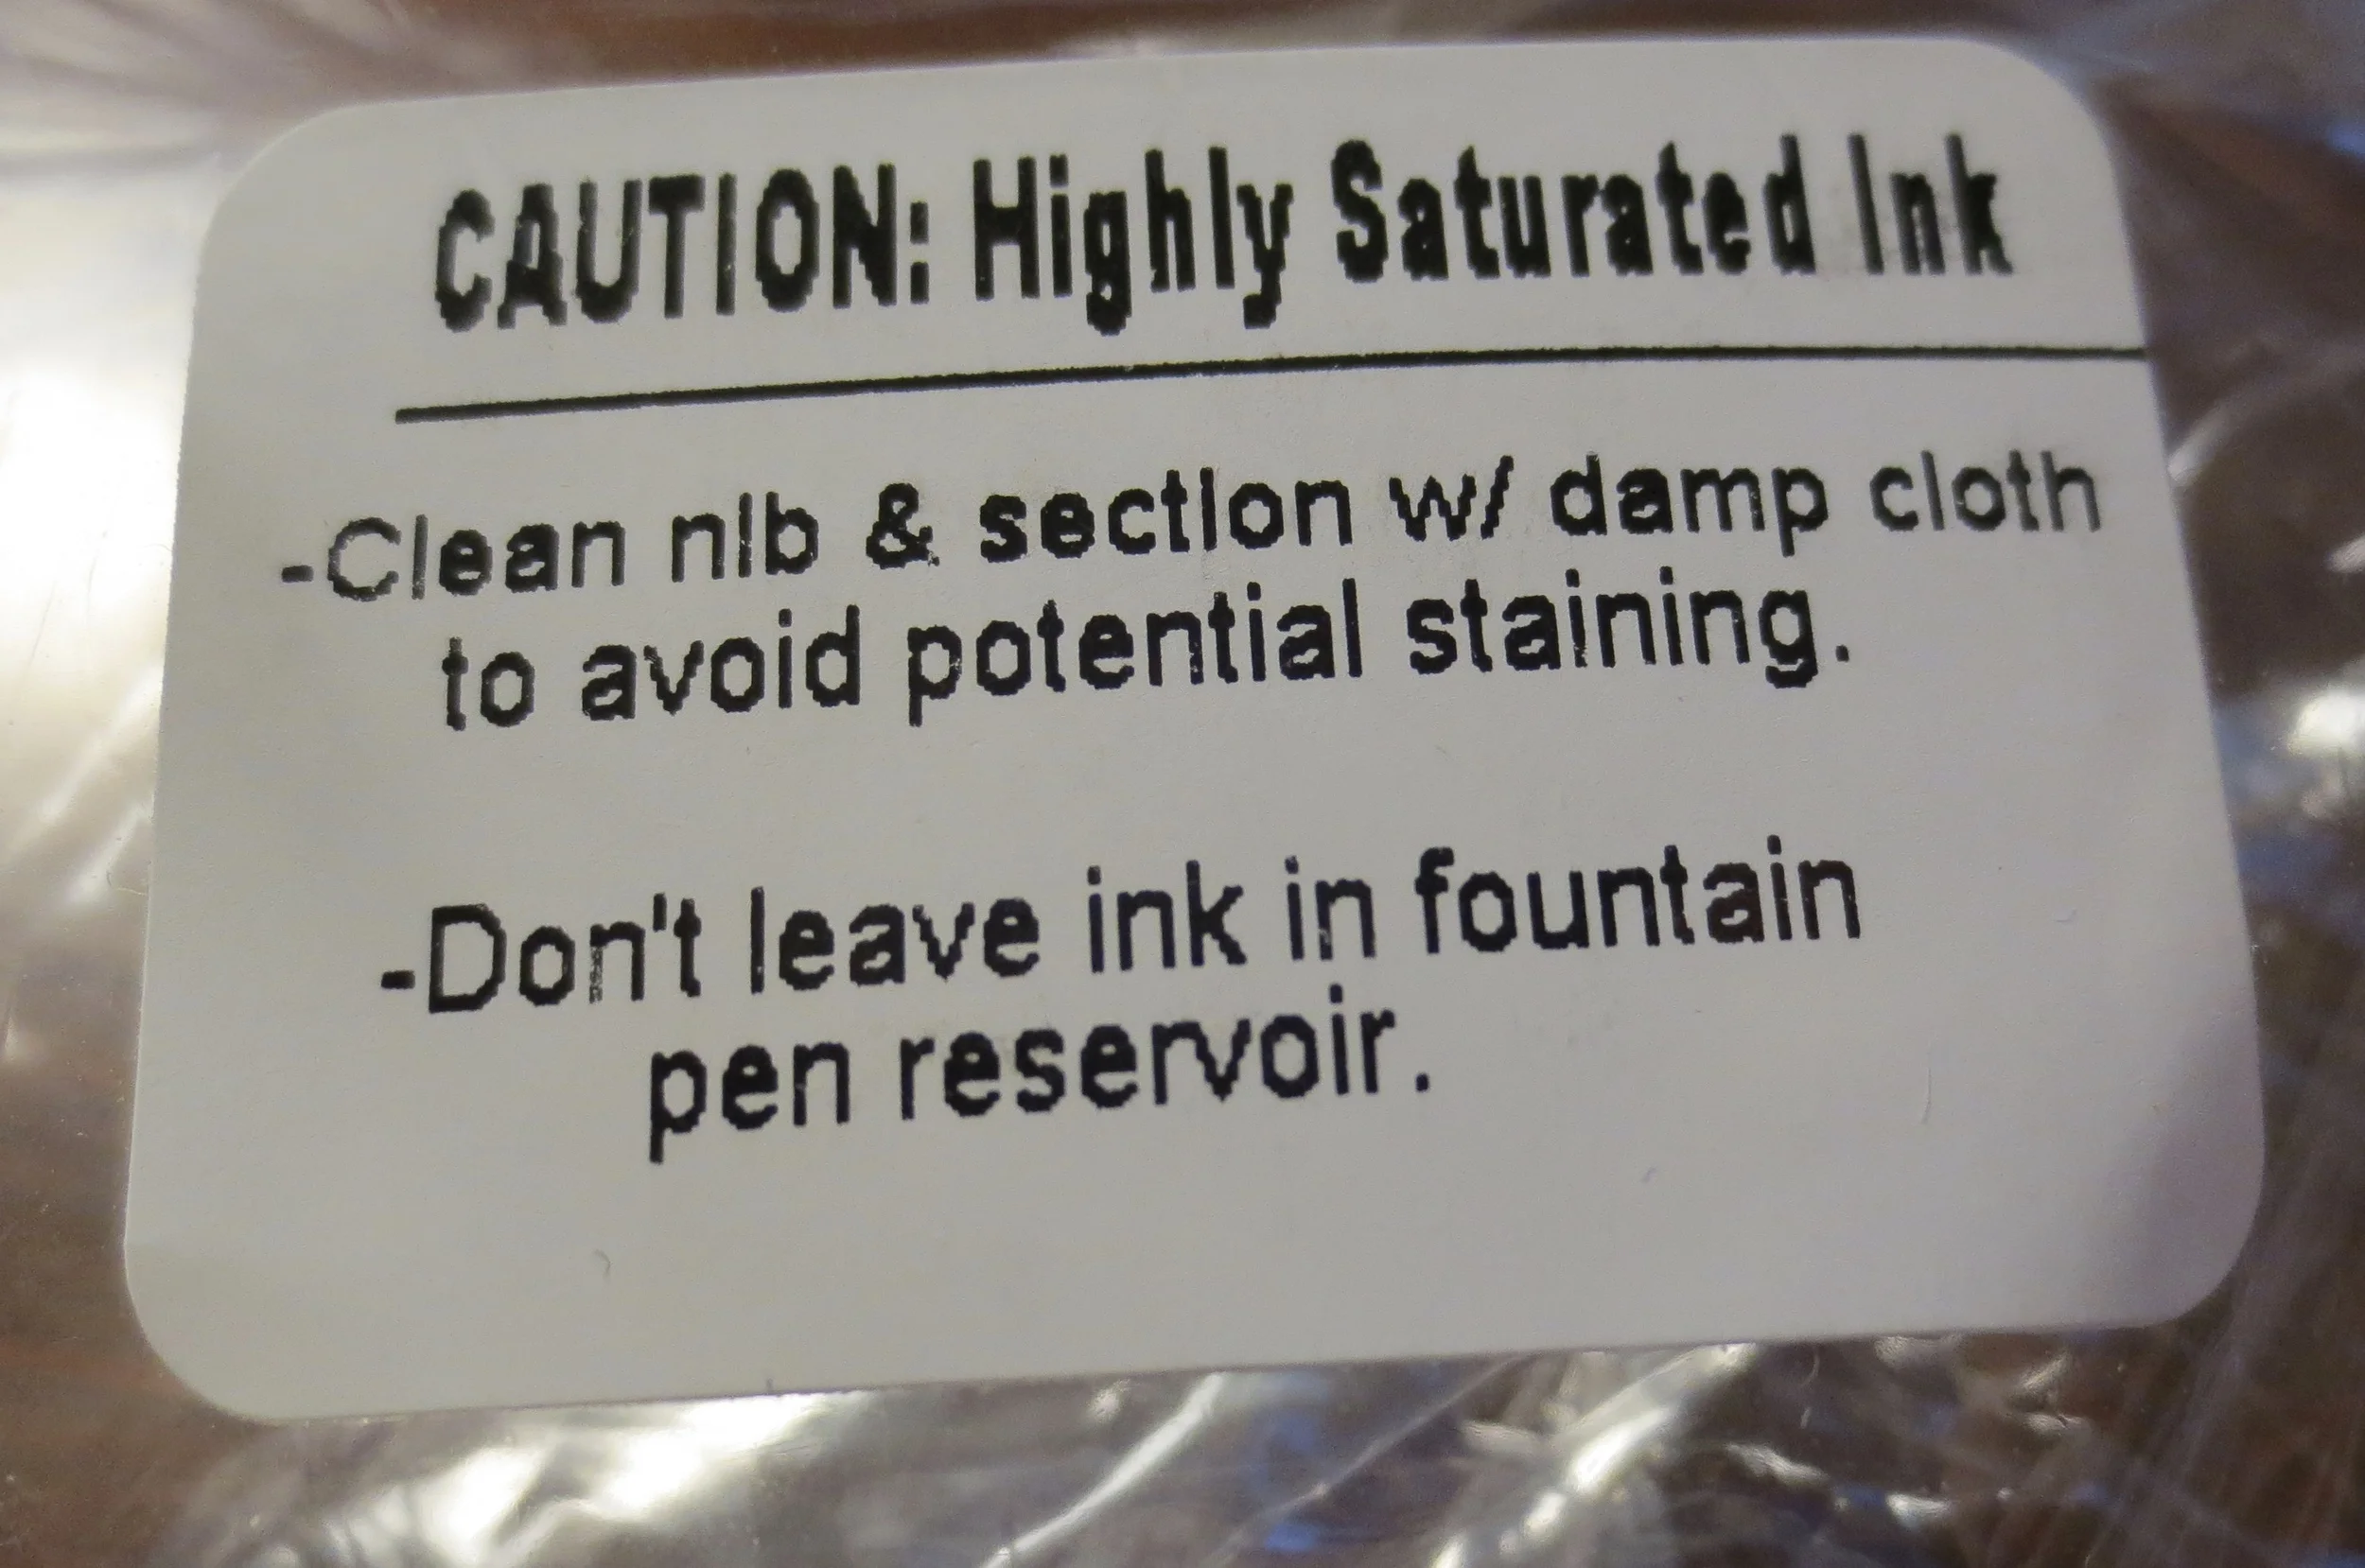 CAUTION: Highly Saturated Ink
-Clean nib & section w/ damp cloth
to avoid potential staining.
-Don't leave ink in fountain
pen reservoir.